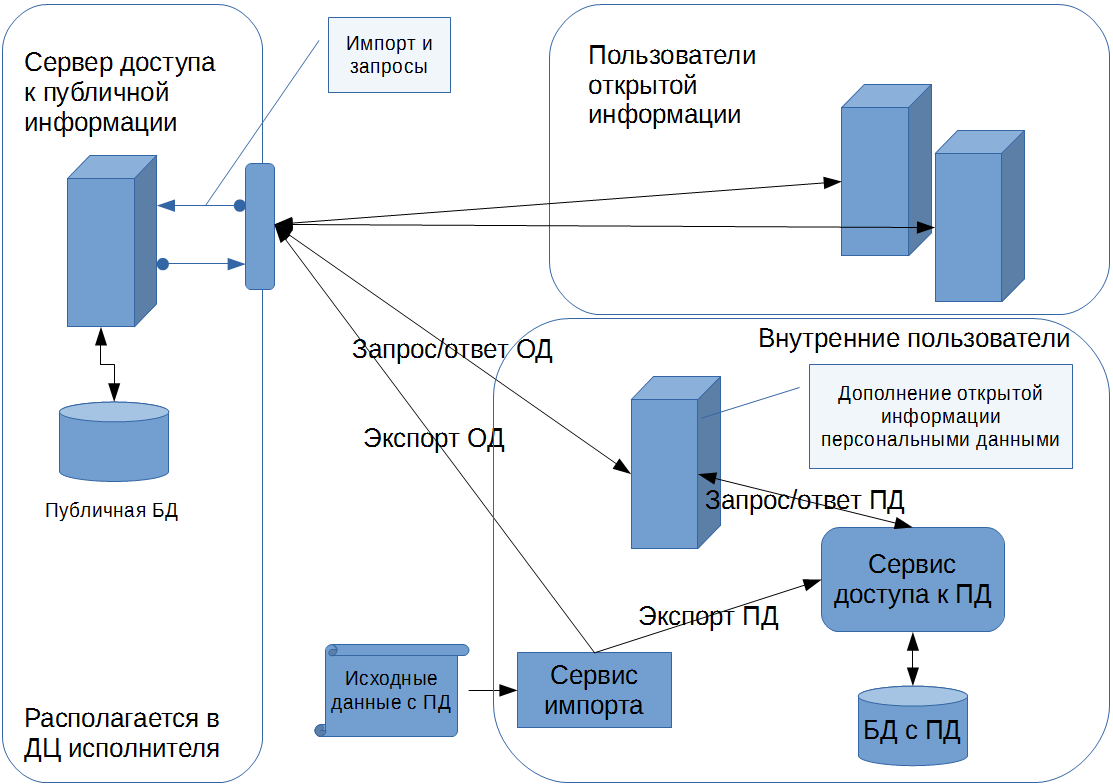 Сервер доступа
к публичной
информации
Импорт и
запросы
Пользователи
открытой
информации
Публичная БД
Располагается в
ДЦ исполнителя
Запрос/ответ ОД
Экспорт ОД
Внутренние пользователи
Дополнение открытой
информации
персональными данными
Запрос/ответ ПД
Сервис
доступа к ПД
Экспорт ПД
Исходные
данные с ПД
Сервис
импорта
БД с ПД